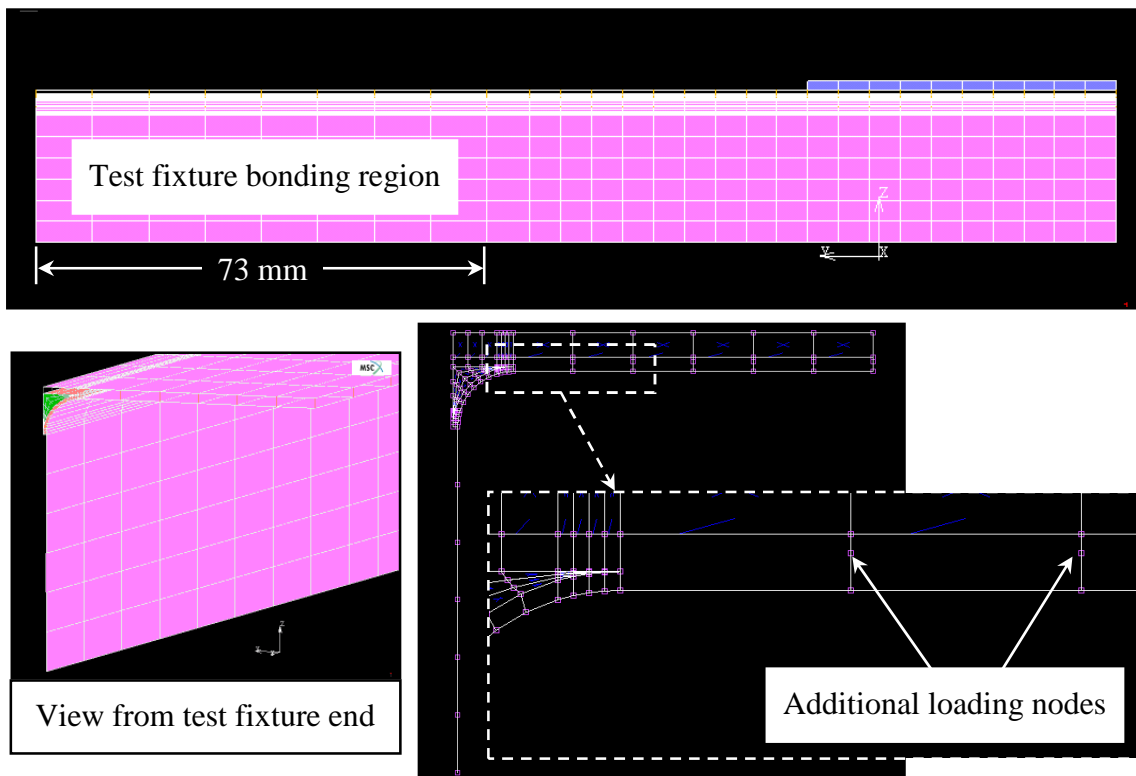 Test fixture bonding region
Z
Y
X
73 mm
MSC
Z
View from test fixture end
Additional loading nodes